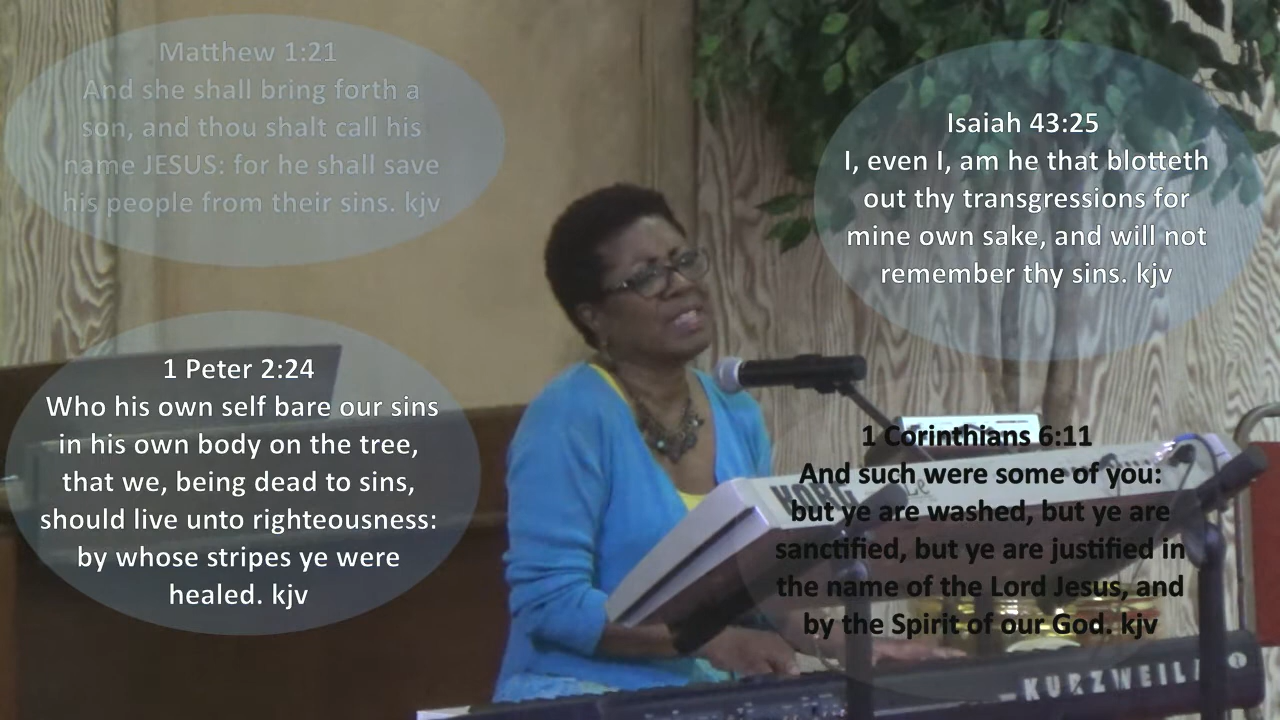 Matthew 1:21
And she shall bring forth a
son, and thou shalt call his
name JESUS: for he shall save
his people from their sins. kjv
Isaiah 43:25
I, even I, am he that blotteth
out thy transgressions for
mine own sake, and will not
remember thy sins. kjv
1 Peter 2:24
Who his own self bare our sins
in his own body on the tree,
that we, being dead to sins,
should live unto righteousness:
by whose stripes ye were
healed. kjv
1 Corinthians 6:11
And such were some of you:
but ye are washed, but ye are
sanctified, but ye are justified in
the name of the Lord Jesus, and
by the Spirit of our God. kjv
KORG
KURZWEIL